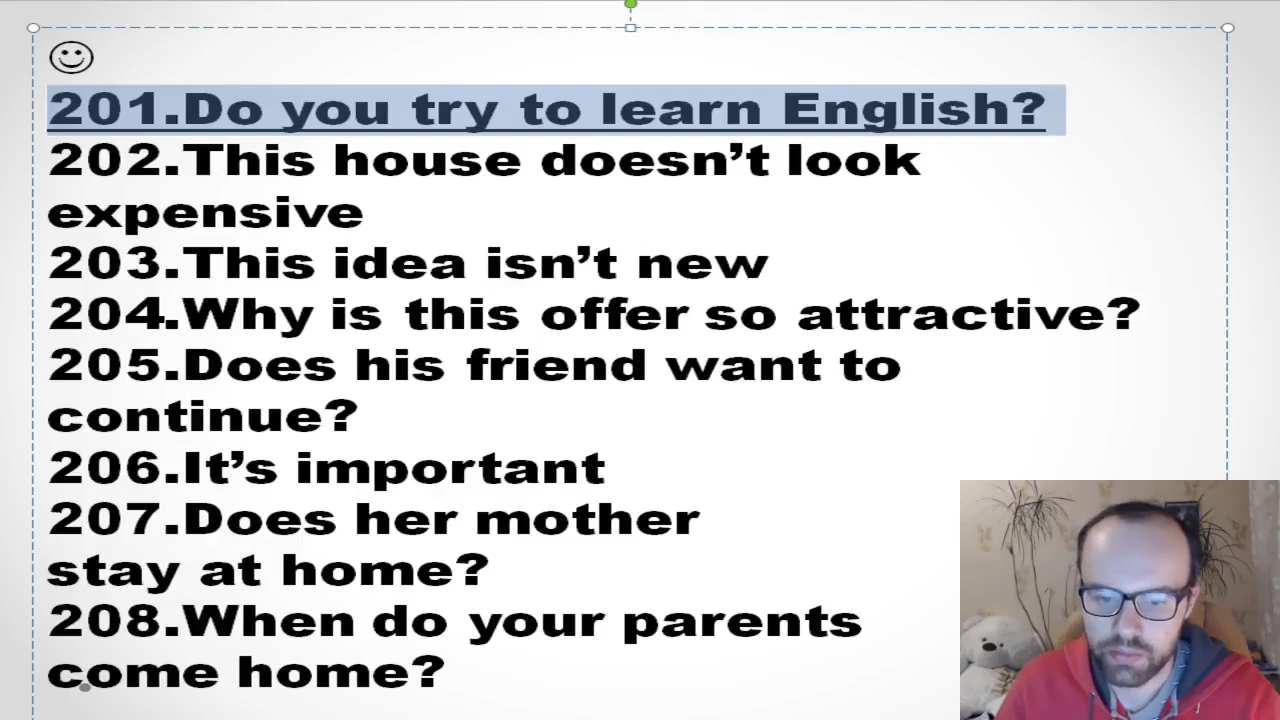 201.Do you try to learn English?
202.This house doesn’t look
expensive
203.This idea isn’t new
204.Why is this offer so attractive?
205.Does his friend want to
continue?
206.It’s important
207.Does her mother
stay at home?
208.When do your parents
come home?